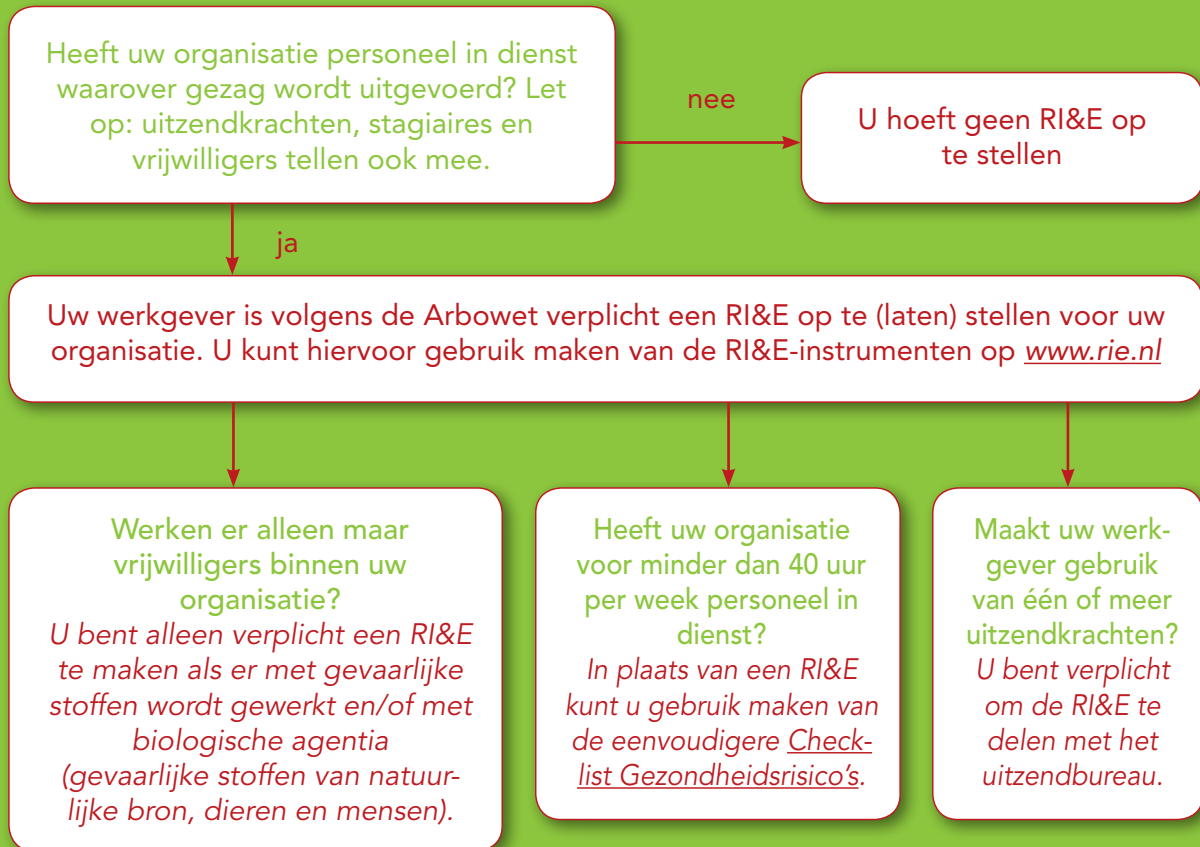 Heeft uw organisatie personeel in dienst
waarover gezag wordt uitgevoerd? Let
op: uitzendkrachten, stagiaires en
vrijwilligers tellen ook mee.
nee
U hoeft geen RI&E op
te stellen
ja
Uw werkgever is volgens de Arbowet verplicht een RI&E op te (laten) stellen voor uw
organisatie. U kunt hiervoor gebruik maken van de RI&E-instrumenten op www.rie.nl
Werken er alleen maar
vrijwilligers binnen uw
organisatie?
U bent alleen verplicht een RI&E
te maken als er met gevaarlijke
stoffen wordt gewerkt en/of met
biologische agentia
(gevaarlijke stoffen van natuur-
lijke bron, dieren en mensen).
Heeft uw organisatie
voor minder dan 40 uur
per week personeel in
dienst?
In plaats van een RI&E
kunt u gebruik maken van
de eenvoudigere Check-
list Gezondheidsrisico's.
Maakt uw werk-
gever gebruik
van één of meer
uitzendkrachten?
U bent verplicht
om de RI&E te
delen met het
uitzendbureau.